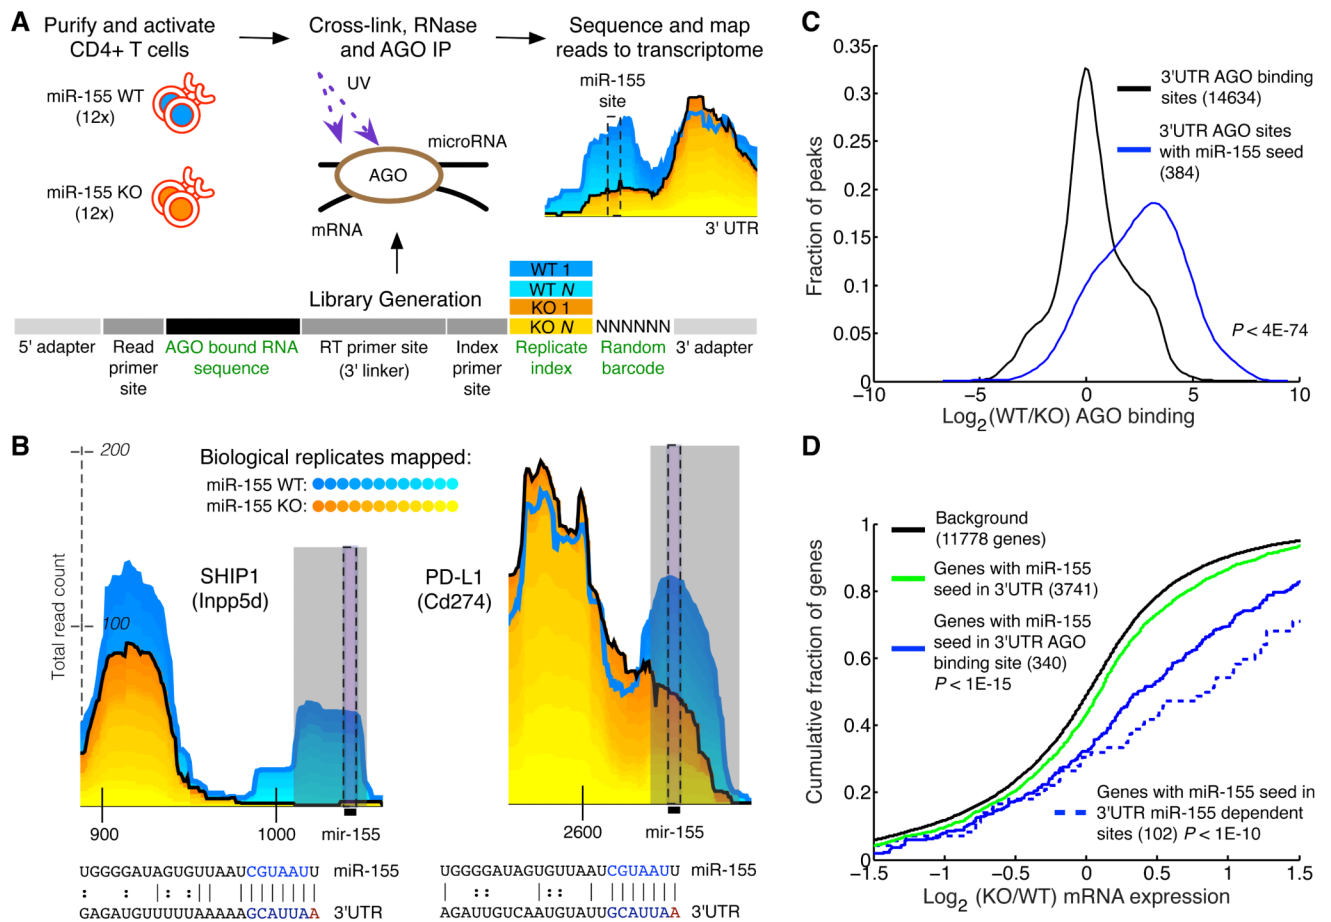 A
Purify and activate
CD4+ T cells
miR-155 WT
(12x)
miR-155 KO
(12x)
Cross-link, RNase
and AGO IP
UV
microRNA
AGO
mRNA
Sequence and map
reads to transcriptome
miR-155
site
3' UTR
Library Generation
WT 1
WT N
KO 1
KO N
NNNNNN
5' adapter
Read
primer
site
AGO bound RNA
sequence
RT primer site
(3' linker)
Index
primer
site
Replicate
index
Random
barcode
3' adapter
B
Total read count
200
100
Biological replicates mapped:
miR-155 WT:
miR-155 KO:
SHIP1
(Inpp5d)
900
1000
mir-155
UGGGGAUAGUGUUAAUCGUAAUU miR-155
GAGAUGUUUUUAAAAAGCAUUAA 3'UTR
PD-L1
(Cd274)
2600
mir-155
UGGGGAUAGUGUUAAUCGUAAUU miR-155
AGAUUGUCAAUGUAUUGCAUUAA 3'UTR
C
Fraction of peaks
0.35
0.3
0.25
0.2
0.15
0.1
0.05
0
3'UTR AGO binding
sites (14634)
3'UTR AGO sites
with miR-155 seed
(384)
P < 4E-74
−10
−5
0
5
10
Log2(WT/KO) AGO binding
D
Cumulative fraction of genes
1
0.8
0.6
0.4
0.2
0
Background
(11778 genes)
Genes with miR-155
seed in 3'UTR (3741)
Genes with miR-155
seed in 3'UTR AGO
binding site (340)
P < 1E-15
Genes with miR-155 seed in
3'UTR miR-155 dependent
sites (102) P < 1E-10
−1.5
−1
−0.5
0
0.5
1
1.5
Log2 (KO/WT) mRNA expression